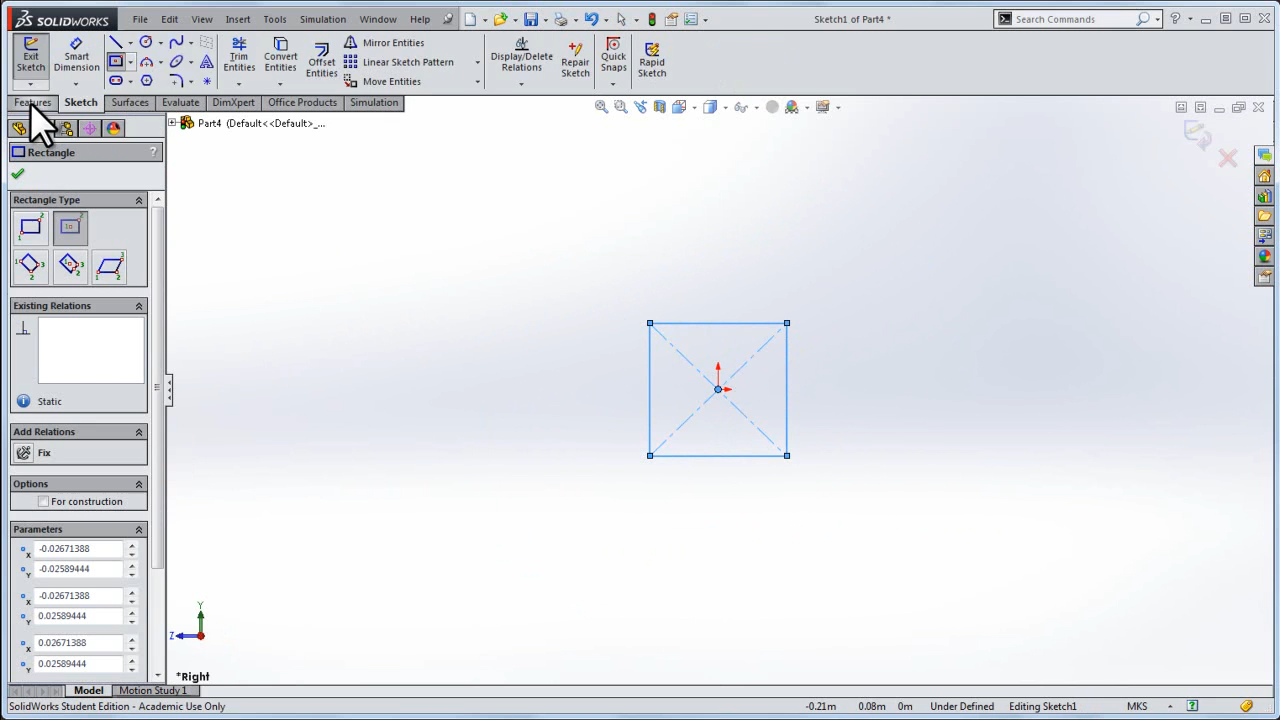 SOLIDWORKS File Edit View Insert Tools Simulation Window Help Sketch1 of Part4 * Search Commands
Exit Sketch
Smart Dimension
Trim Entities
Convert Entities
Offset Entities
Mirror Entities
Linear Sketch Pattern
Move Entities
Display/Delete Relations
Repair Sketch
Quick Snaps
Rapid Sketch
Features Sketch Surfaces Evaluate DimXpert Office Products Simulation
Part4 (Default<<Default>_...
Rectangle ?
Rectangle Type
Existing Relations
Static
Add Relations
Fix
Options
For construction
Parameters
-0.02671388
-0.02589444
-0.02671388
0.02589444
0.02671388
0.02589444
Y
Z
*Right
Model Motion Study 1
SolidWorks Student Edition - Academic Use Only -0.21m 0.08m 0m Under Defined Editing Sketch1 MKS